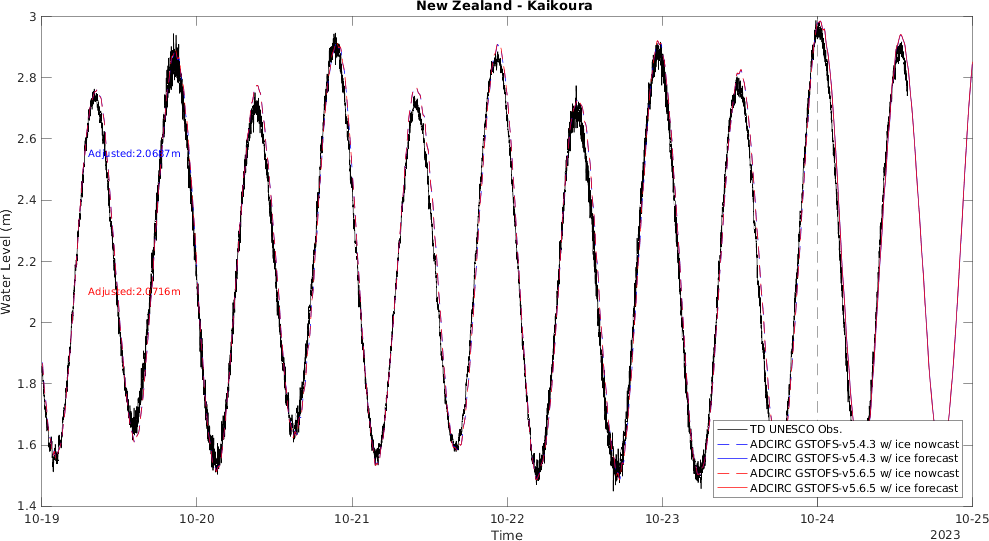 New Zealand - Kaikoura
3
2.8
2.6
2.4
2.2
2
1.8
1.6
1.4
Water Level (m)
Adjusted:2.0687m
Adjusted:2.0716m
TD UNESCO Obs.
ADCIRC GSTOFS-v5.4.3 w/ ice nowcast
ADCIRC GSTOFS-v5.4.3 w/ ice forecast
ADCIRC GSTOFS-v5.6.5 w/ ice nowcast
ADCIRC GSTOFS-v5.6.5 w/ ice forecast
10-19 10-20 10-21 10-22 10-23 10-24 10-25
Time
2023